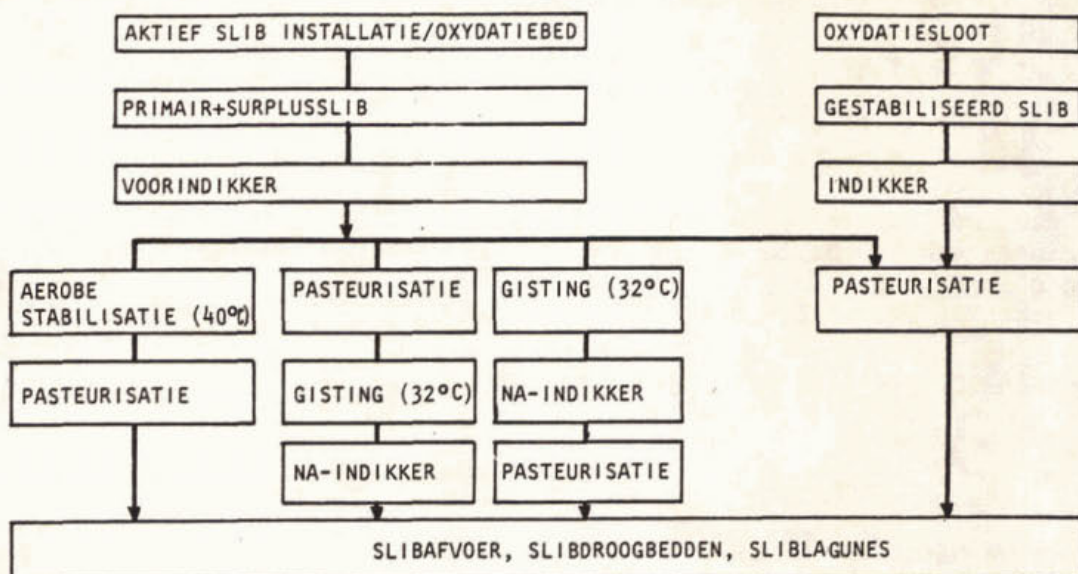 AKTIEF SLIB INSTALLATIE/OXYDATIEBED
OXYDATIESLOOT
PRIMAIR+SURPLUSSLIB
GESTABILISEERD SLIB
VOORINDIKKER
INDIKKER
AEROBE
STABILISATIE (40°C)
PASTEURISATIE
GISTING (32°C)
PASTEURISATIE
PASTEURISATIE
GISTING (32°C)
NA-INDIKKER
NA-INDIKKER
PASTEURISATIE
SLIBAFVOER, SLIBDROOGBEDDEN, SLIBLAGUNES